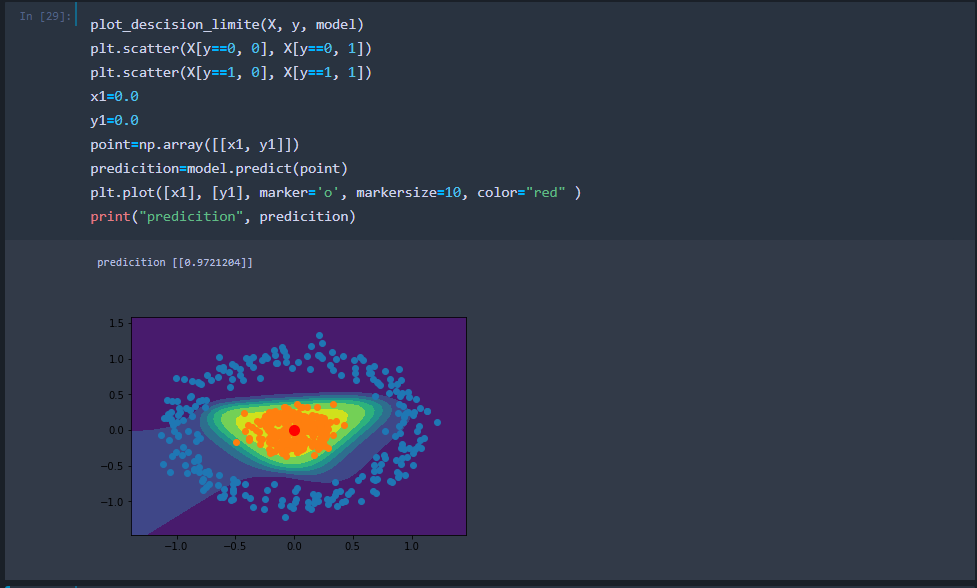 In [29]:
plot_descision_limite(X, y, model)
plt.scatter(X[y==0, 0], X[y==0, 1])
plt.scatter(X[y==1, 0], X[y==1, 1])
x1=0.0
y1=0.0
point=np.array([[x1, y1]])
predicition=model.predict(point)
plt.plot([x1], [y1], marker='o', markersize=10, color="red" )
print("predicition", predicition)
predicition [[0.9721204]]
1.5
1.0
0.5
0.0
−0.5
−1.0
−1.0 −0.5 0.0 0.5 1.0